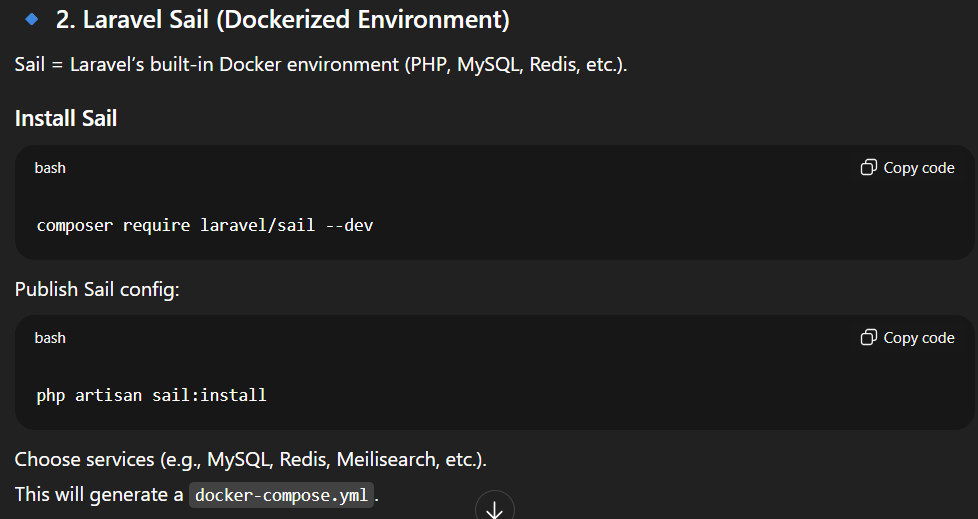 2. Laravel Sail (Dockerized Environment)
Sail = Laravel’s built-in Docker environment (PHP, MySQL, Redis, etc.).
Install Sail
bash
Copy code
composer require laravel/sail --dev
Publish Sail config:
bash
Copy code
php artisan sail:install
Choose services (e.g., MySQL, Redis, Meilisearch, etc.).
This will generate a docker-compose.yml.